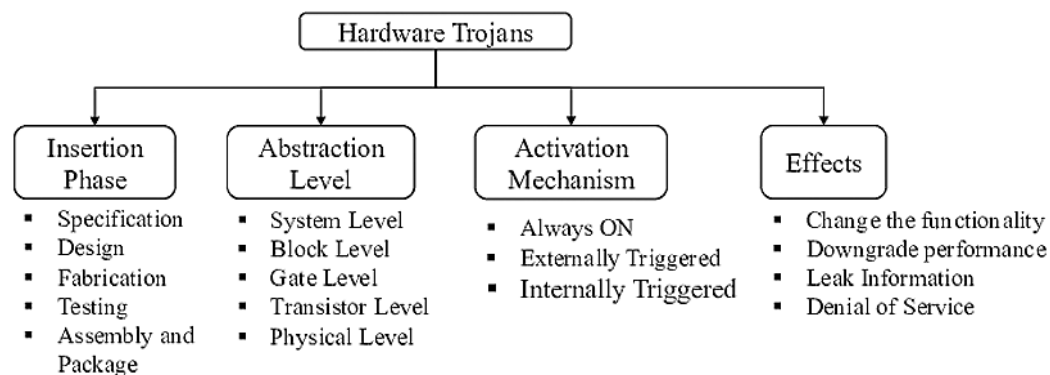 Hardware Trojans
Insertion
Phase
▪ Specification
▪ Design
▪ Fabrication
▪ Testing
▪ Assembly and
Package
Abstraction
Level
▪ System Level
▪ Block Level
▪ Gate Level
▪ Transistor Level
▪ Physical Level
Activation
Mechanism
▪ Always ON
▪ Externally Triggered
▪ Internally Triggered
Effects
▪ Change the functionality
▪ Downgrade performance
▪ Leak Information
▪ Denial of Service